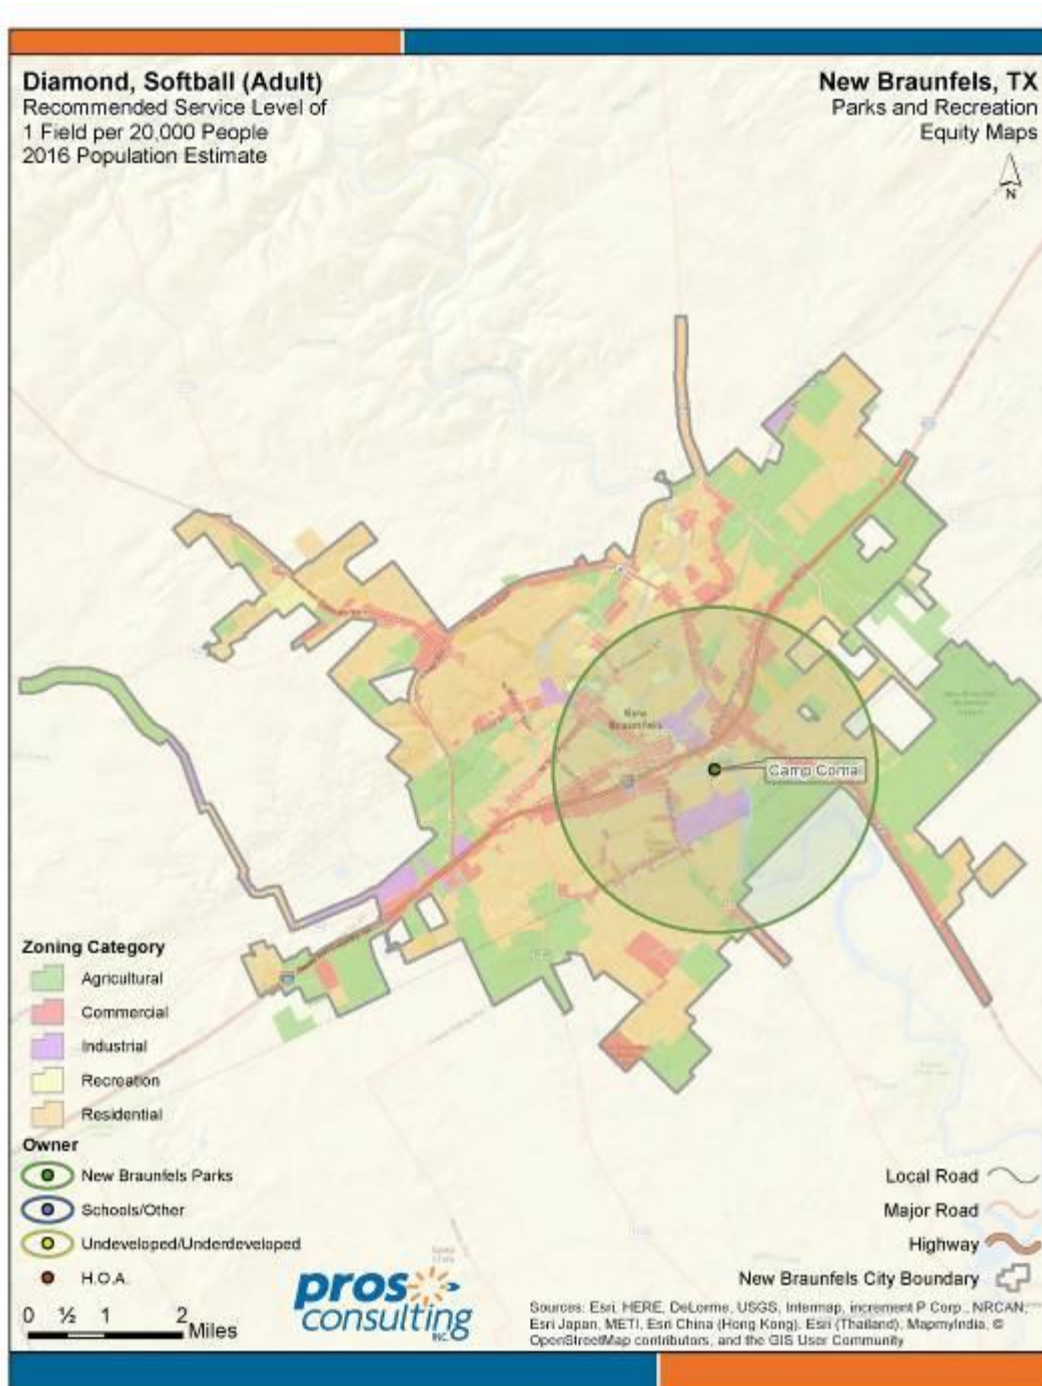 Diamond, Softball (Adult)
Recommended Service Level of
1 Field per 20,000 People
2016 Population Estimate
New Braunfels, TX
Parks and Recreation
Equity Maps
N
New
Braunfels
Camp Comal
Zoning Category
Agricultural
Commercial
Industrial
Recreation
Residential
Owner
New Braunfels Parks
Schools/Other
Undeveloped/Underdeveloped
H.O.A.
0 ½ 1 2
Miles
pros
consulting
INC.
Local Road
Major Road
Highway
New Braunfels City Boundary
Sources: Esri, HERE, DeLorme, USGS, Intermap, increment P Corp., NRCAN,
Esri Japan, METI, Esri China (Hong Kong), Esri (Thailand), MapmyIndia, ©
OpenStreetMap contributors, and the GIS User Community